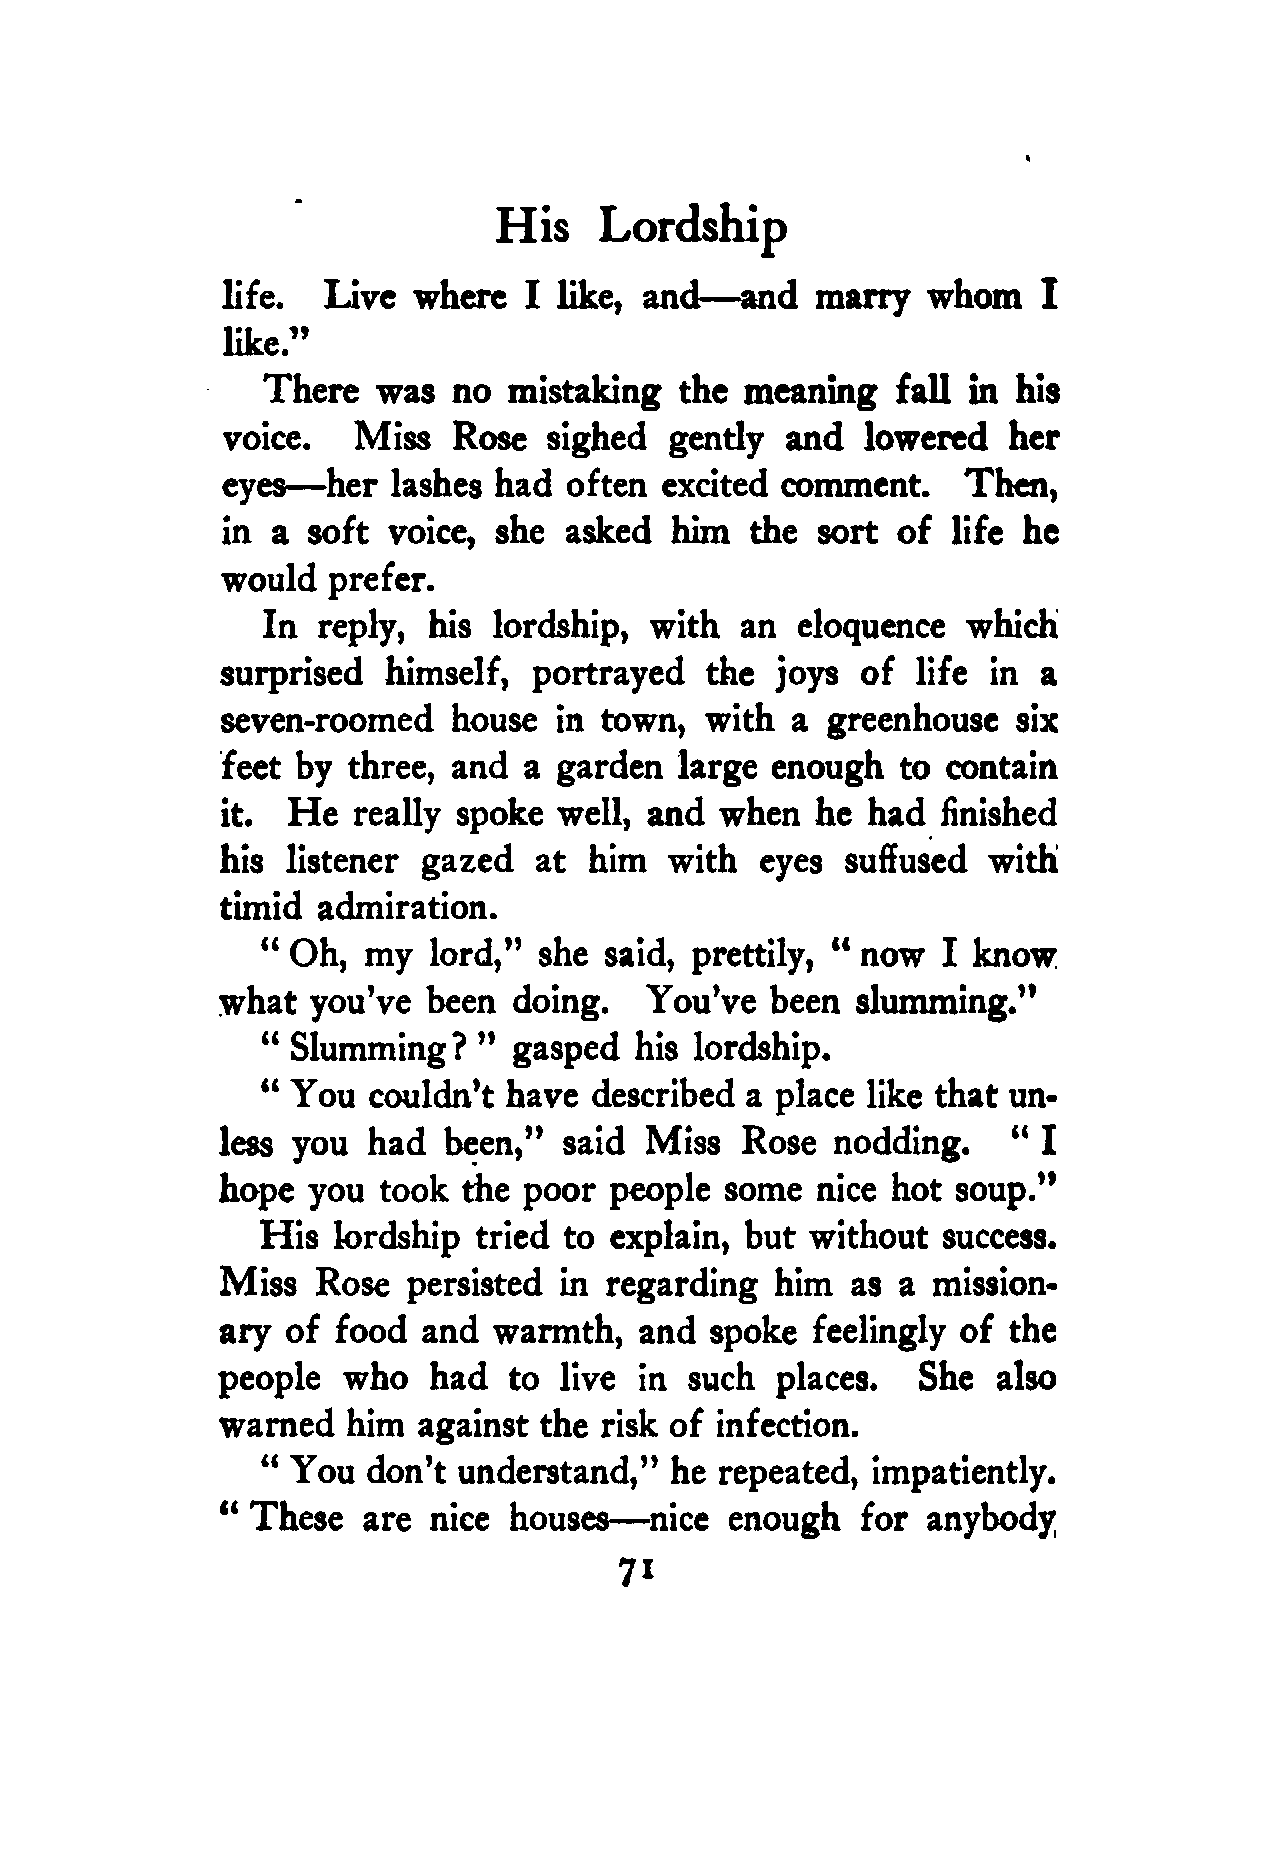 His Lordship
life. Live where I like, and—and marry whom I
like."
There was no mistaking the meaning fall in his
voice. Miss Rose sighed gently and lowered her
eyes—her lashes had often excited comment. Then,
in a soft voice, she asked him the sort of life he
would prefer.
In reply, his lordship, with an eloquence which
surprised himself, portrayed the joys of life in a
seven-roomed house in town, with a greenhouse six
feet by three, and a garden large enough to contain
it. He really spoke well, and when he had finished
his listener gazed at him with eyes suffused with
timid admiration.
"Oh, my lord," she said, prettily, "now I know
what you've been doing. You've been slumming."
"Slumming?" gasped his lordship.
"You couldn't have described a place like that un-
less you had been," said Miss Rose nodding. "I
hope you took the poor people some nice hot soup."
His lordship tried to explain, but without success.
Miss Rose persisted in regarding him as a mission-
ary of food and warmth, and spoke feelingly of the
people who had to live in such places. She also
warned him against the risk of infection.
"You don't understand," he repeated, impatiently.
"These are nice houses—nice enough for anybody
71